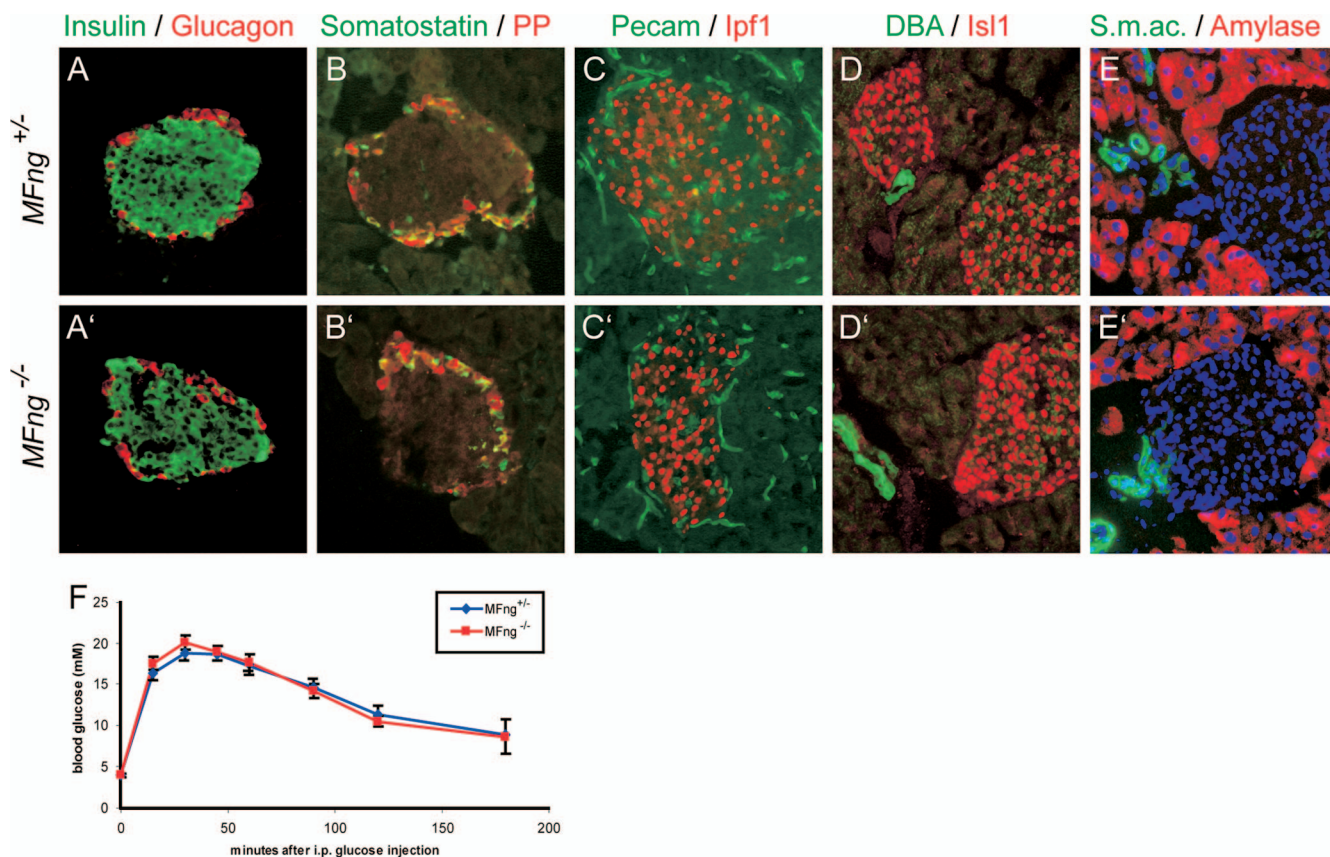 Insulin / Glucagon
Somatostatin / PP
Pecam / Ipf1
DBA / Isl1
S.m.ac. / Amylase
MFng +/-
A
B
C
D
E
MFng -/-
A'
B'
C'
D'
E'
F
25
20
15
10
5
0
blood glucose (mM)
MFng+/-
MFng -/-
0
50
100
150
200
minutes after i.p. glucose injection